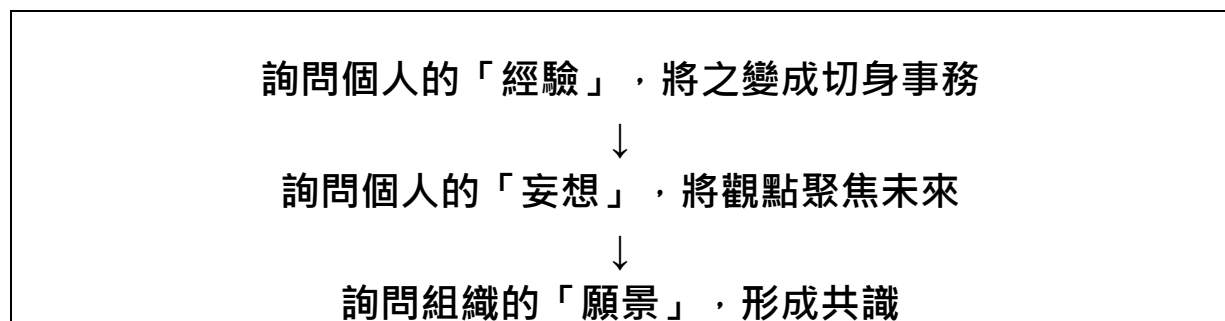 詢問個人的「經驗」，將之變成切身事務
↓
詢問個人的「妄想」，將觀點聚焦未來
↓
詢問組織的「願景」，形成共識